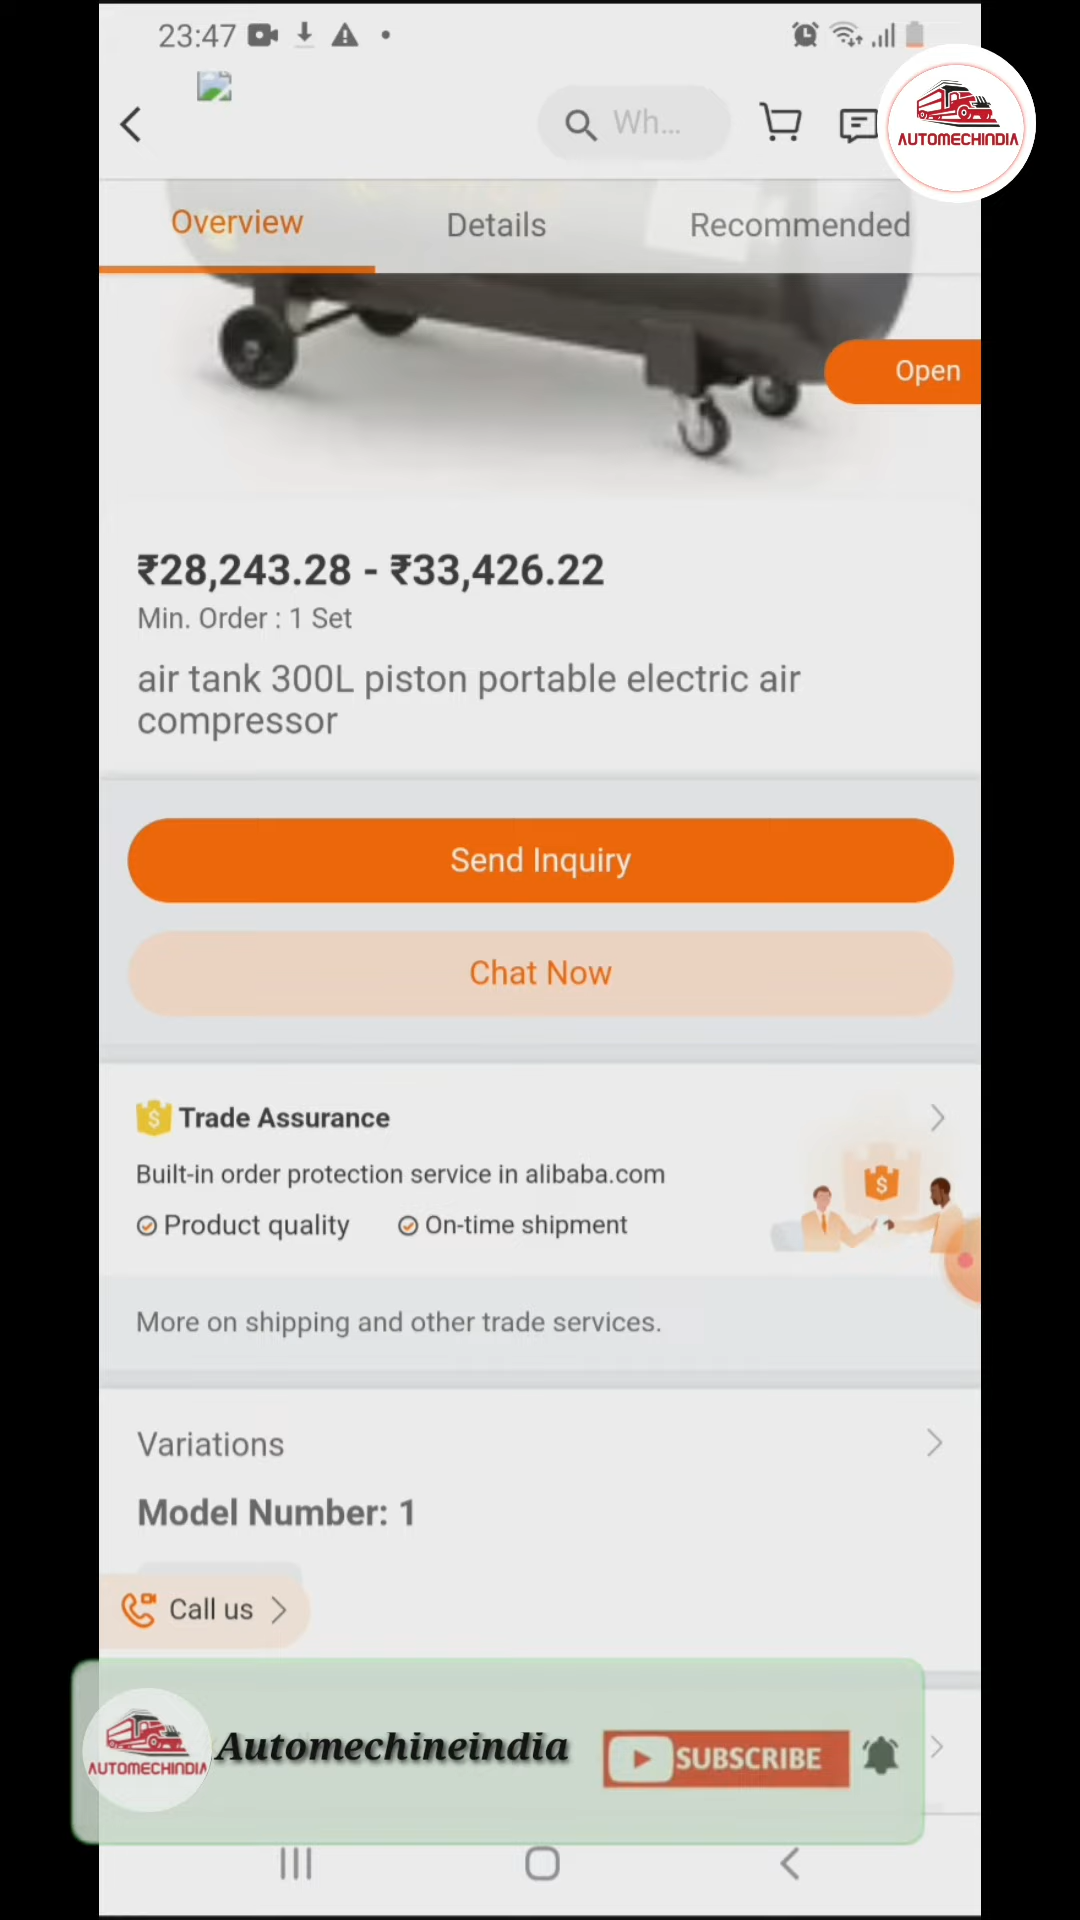 23:47
Wh...
AUTOMECHINDIA
Overview
Details
Recommended
Open
₹28,243.28 - ₹33,426.22
Min. Order : 1 Set
air tank 300L piston portable electric air
compressor
Send Inquiry
Chat Now
Trade Assurance
Built-in order protection service in alibaba.com
Product quality
On-time shipment
More on shipping and other trade services.
Variations
Model Number: 1
Call us
AUTOMECHINDIA
Automechineindia
SUBSCRIBE